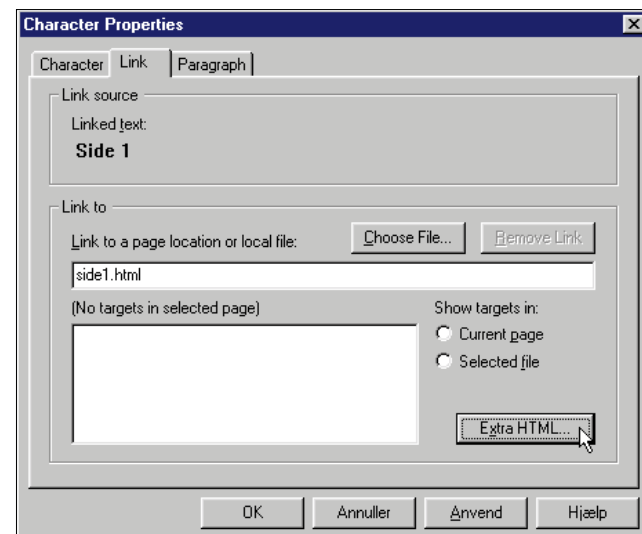 Character Properties
Character Link Paragraph
Link source
Linked text:
Side 1
Link to
Link to a page location or local file: Choose File... Remove Link
side1.html
(No targets in selected page) Show targets in:
Current page
Selected file
Extra HTML...
OK Annuller Anvend Hjælp